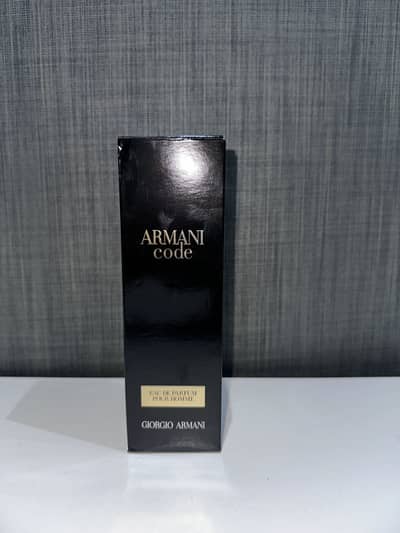 ARMANI
code
EAU DE PARFUM
POUR HOMME
GIORGIO ARMANI